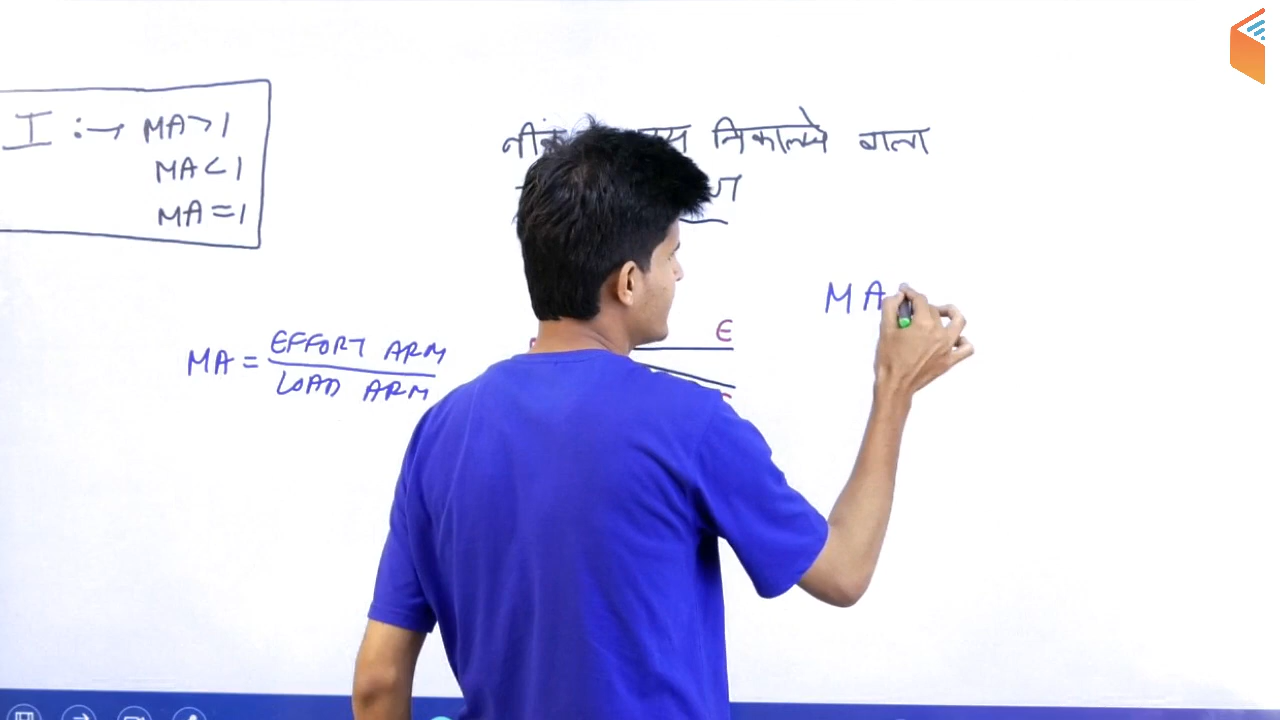 I :→ MA>1
MA<1
MA=1
निकालने वाला
MA = EFFORT ARM
LOAD ARM
E
MA